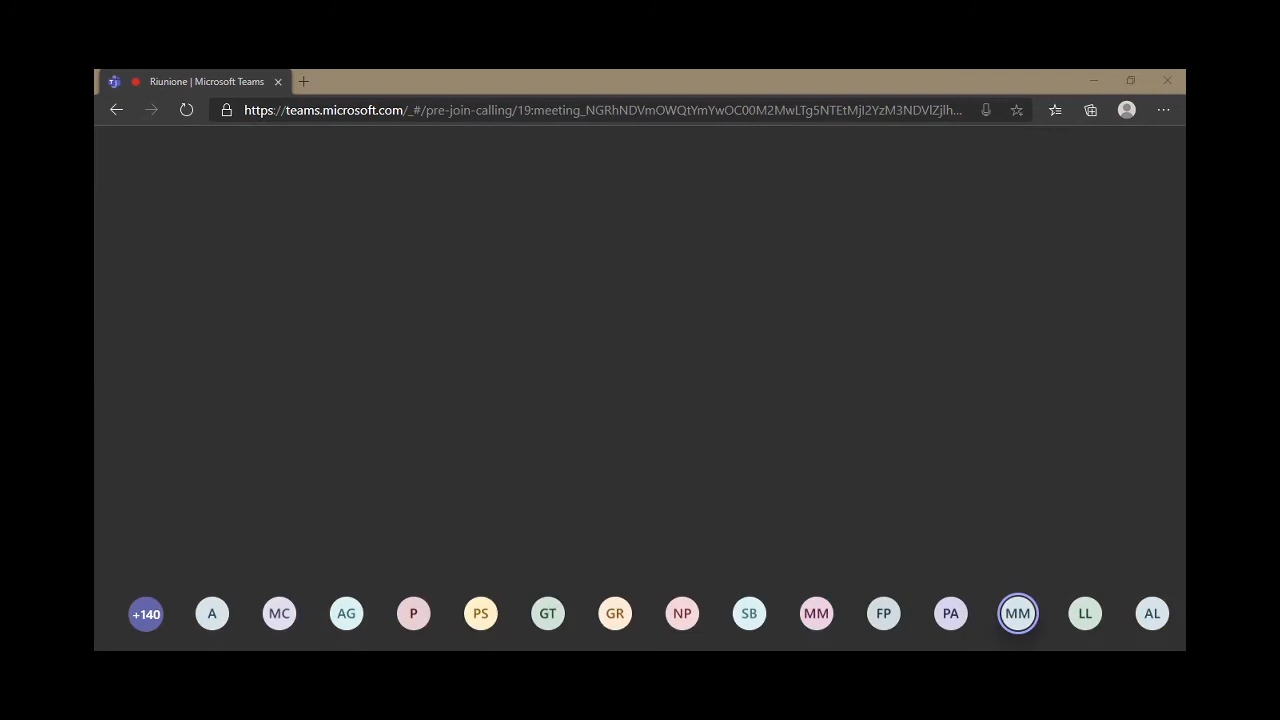 Riunione | Microsoft Teams
https://teams.microsoft.com/_#/pre-join-calling/19:meeting_NGRhNDVmOWQtYmYwOC00M2MwLTg5NTEtMjI2YzM3NDVlZjlh...
+140 A MC AG P PS GT GR NP SB MM FP PA MM LL AL